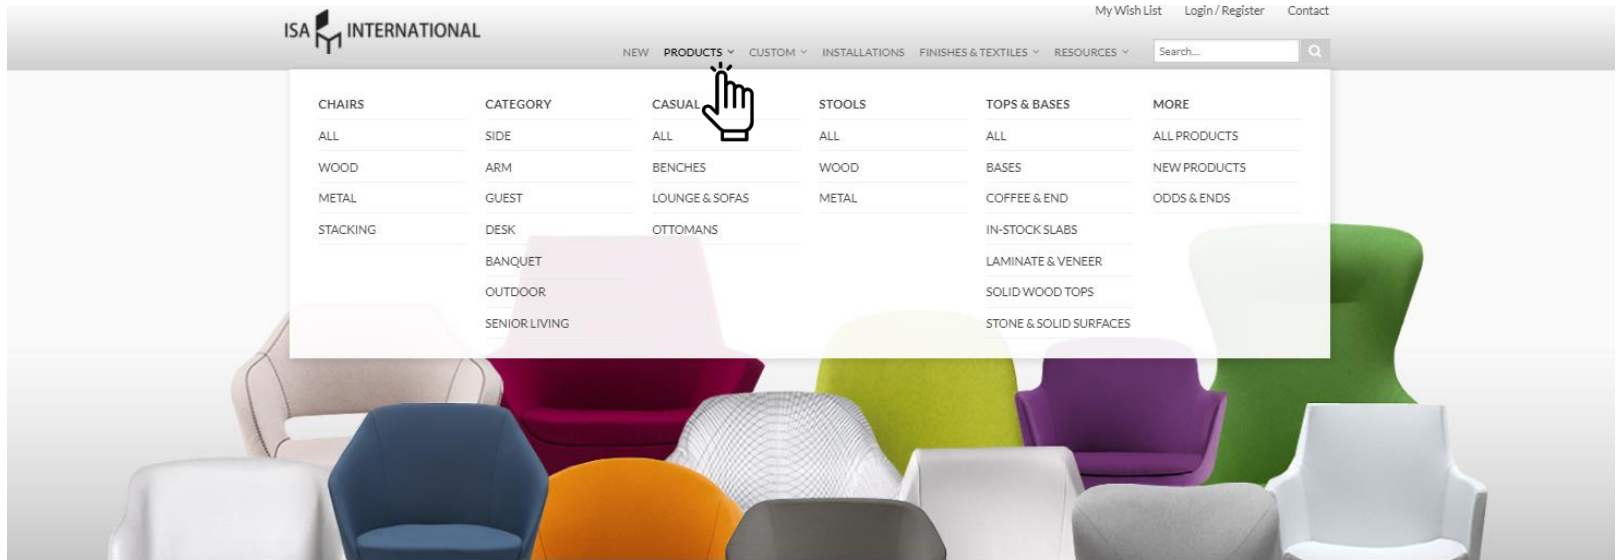 My Wish List Login / Register Contact
ISA INTERNATIONAL
NEW PRODUCTS CUSTOM INSTALLATIONS FINISHES & TEXTILES RESOURCES Search...
CHAIRS CATEGORY CASUAL STOOLS TOPS & BASES MORE
ALL SIDE ALL ALL ALL ALL PRODUCTS
WOOD ARM BENCHES WOOD BASES NEW PRODUCTS
METAL GUEST LOUNGE & SOFAS METAL COFFEE & END ODDS & ENDS
STACKING DESK OTTOMANS IN-STOCK SLABS
BANQUET LAMINATE & VENEER
OUTDOOR SOLID WOOD TOPS
SENIOR LIVING STONE & SOLID SURFACES